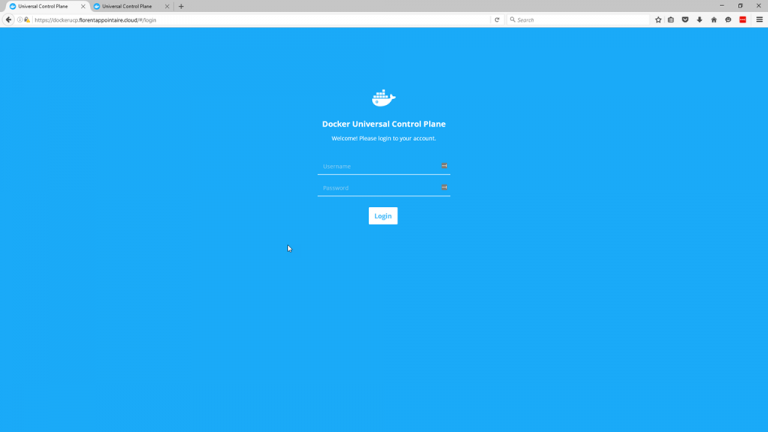 Universal Control Plane
Universal Control Plane
https://dockerucp.florentappointaire.cloud/#/login
Search
Docker Universal Control Plane
Welcome! Please login to your account.
Username
Password
Login